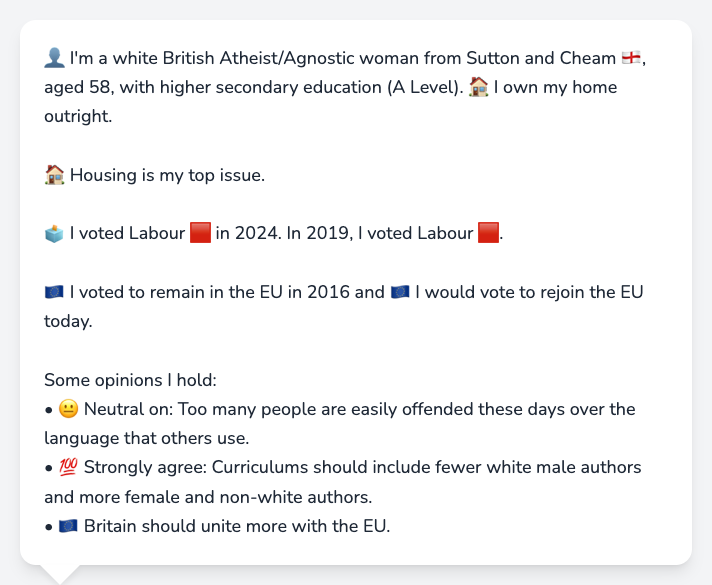 👤 I'm a white British Atheist/Agnostic woman from Sutton and Cheam 🏴󠁧󠁢󠁥󠁮󠁧󠁿,
aged 58, with higher secondary education (A Level). 🏠 I own my home
outright.
🏠 Housing is my top issue.
🗳️ I voted Labour 🟥 in 2024. In 2019, I voted Labour 🟥.
🇪🇺 I voted to remain in the EU in 2016 and 🇪🇺 I would vote to rejoin the EU
today.
Some opinions I hold:
• 😐 Neutral on: Too many people are easily offended these days over the
language that others use.
• 💯 Strongly agree: Curriculums should include fewer white male authors
and more female and non-white authors.
• 🇪🇺 Britain should unite more with the EU.